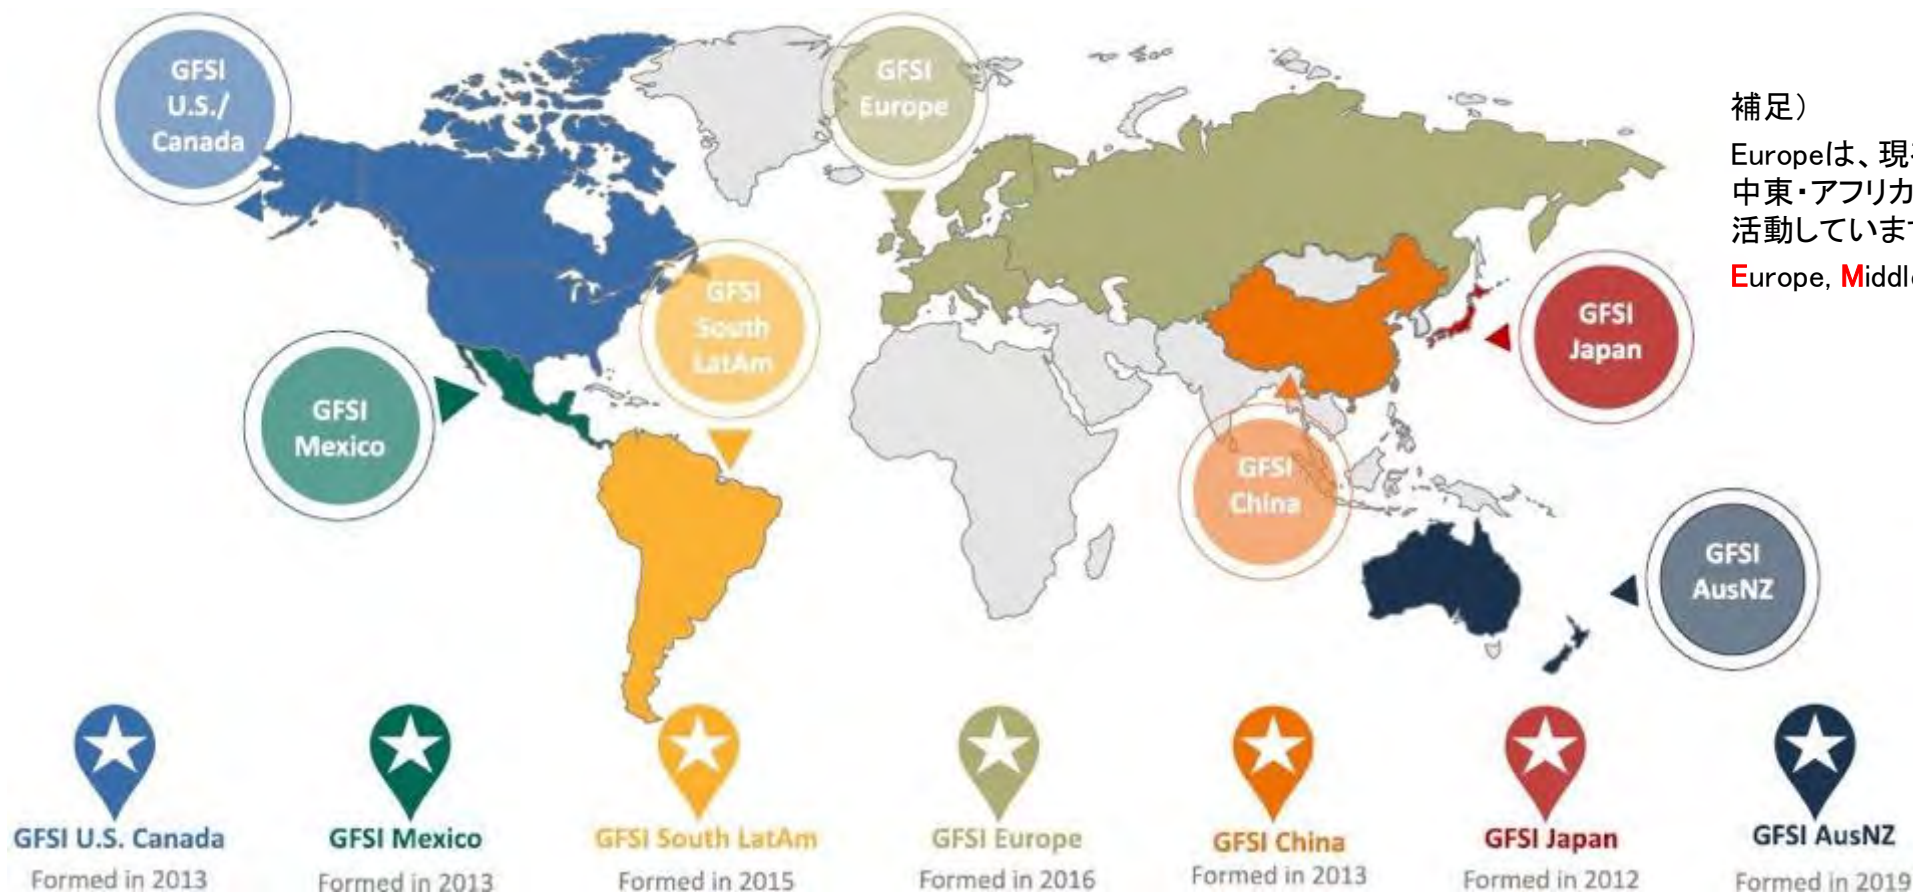 GFSI
U.S./
Canada
GFSI
Europe
補足)
Europeは、現
中東・アフリカ
活動しています
Europe, Middl
GFSI
South
LatAm
GFSI
Japan
GFSI
Mexico
GFSI
China
GFSI
AusNZ
GFSI U.S. Canada
Formed in 2013
GFSI Mexico
Formed in 2013
GFSI South LatAm
Formed in 2015
GFSI Europe
Formed in 2016
GFSI China
Formed in 2013
GFSI Japan
Formed in 2012
GFSI AusNZ
Formed in 2019